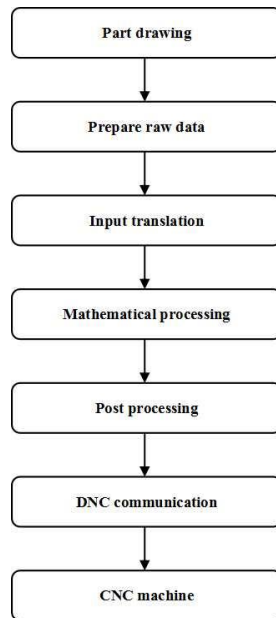 Part drawing
Prepare raw data
Input translation
Mathematical processing
Post processing
DNC communication
CNC machine